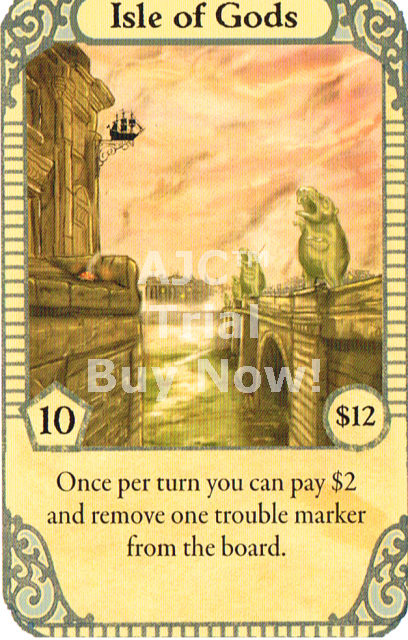 Isle of Gods
AJC™
Trial
Buy Now!
10
$12
Once per turn you can pay $2
and remove one trouble marker
from the board.